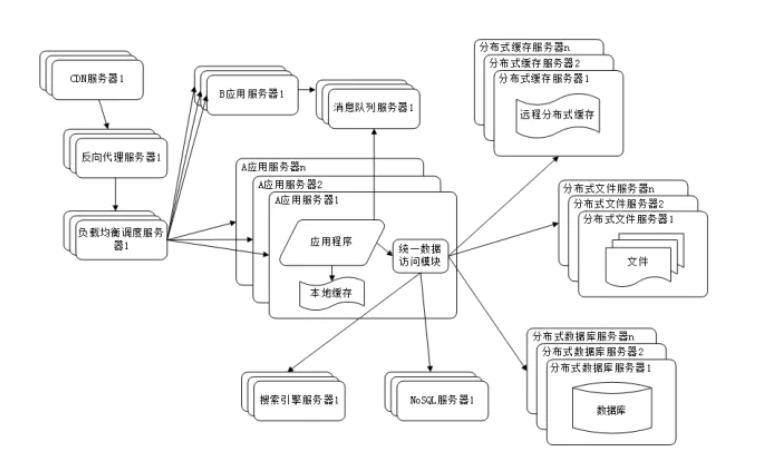 CDN服务器1
反向代理服务器1
负载均衡调度服务
器1
B应用服务器1
消息队列服务器1
A应用服务器n
A应用服务器2
A应用服务器1
应用程序
本地缓存
统一数据
访问模块
分布式缓存服务器n
分布式缓存服务器2
分布式缓存服务器1
远程分布式缓存
分布式文件服务器n
分布式文件服务器2
分布式文件服务器1
文件
分布式数据库服务器n
分布式数据库服务器2
分布式数据库服务器1
数据库
搜索引擎服务器1
NoSQL服务器1